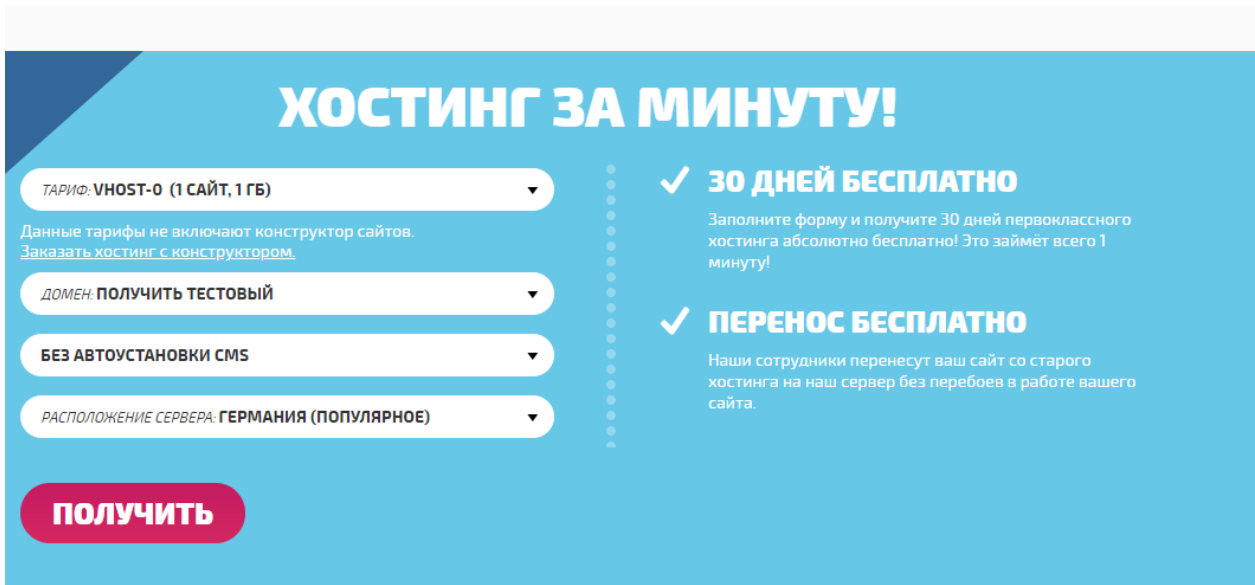 ХОСТИНГ ЗА МИНУТУ!
ТАРИФ: VHOST-0 (1 САЙТ, 1 ГБ)
Данные тарифы не включают конструктор сайтов.
Заказать хостинг с конструктором.
ДОМЕН: ПОЛУЧИТЬ ТЕСТОВЫЙ
БЕЗ АВТОУСТАНОВКИ CMS
РАСПОЛОЖЕНИЕ СЕРВЕРА: ГЕРМАНИЯ (ПОПУЛЯРНОЕ)
ПОЛУЧИТЬ
30 ДНЕЙ БЕСПЛАТНО
Заполните форму и получите 30 дней первоклассного
хостинга абсолютно бесплатно! Это займёт всего 1
минуту!
ПЕРЕНОС БЕСПЛАТНО
Наши сотрудники перенесут ваш сайт со старого
хостинга на наш сервер без перебоев в работе вашего
сайта.